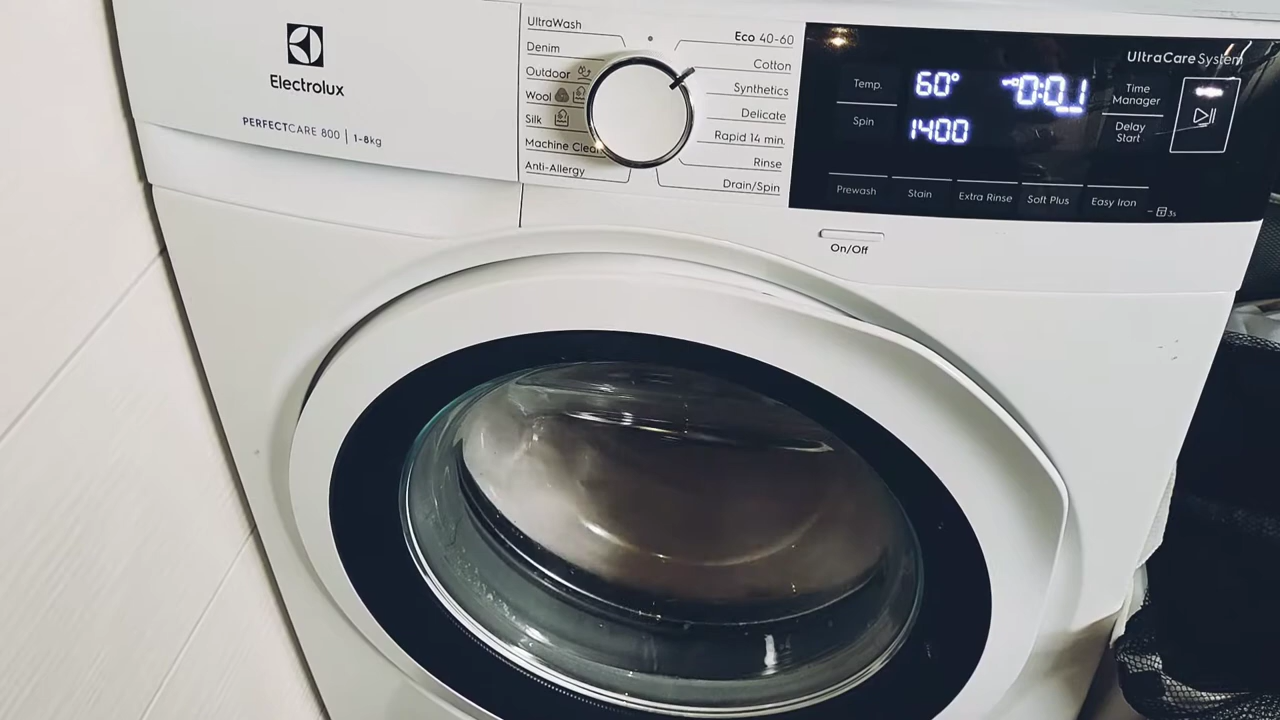 Electrolux
PERFECTCARE 800 | 1-8kg
UltraWash
Denim
Outdoor
Wool
Silk
Machine Clean
Anti-Allergy
Eco 40-60
Cotton
Synthetics
Delicate
Rapid 14 min.
Rinse
Drain/Spin
UltraCare System
Temp.
60°
0:01
Time
Manager
Spin
1400
Delay
Start
Prewash
Stain
Extra Rinse
Soft Plus
Easy Iron
3s
On/Off